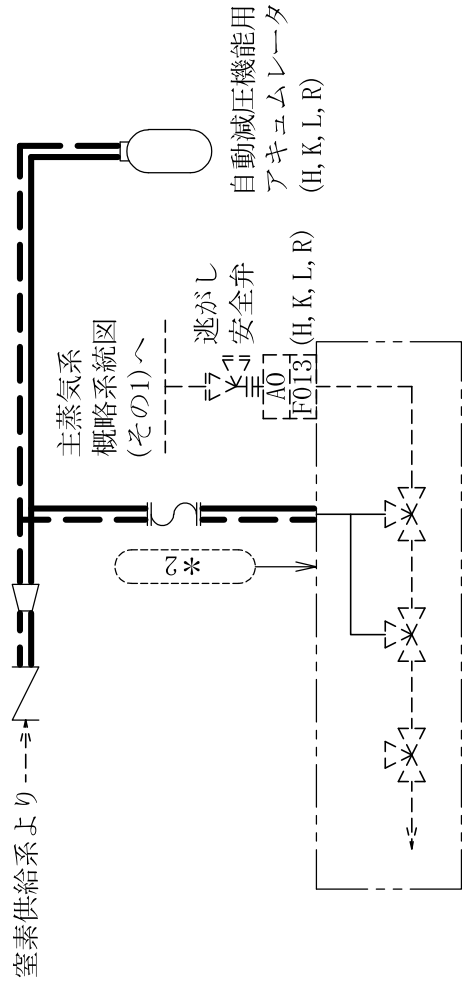 窒素供給系より
主蒸気系
概略系統図
(その1)へ
逃がし
安全弁
(H, K, L, R)
AO
F013
自動減圧機能用
アキュムレータ
(H, K, L, R)
*2